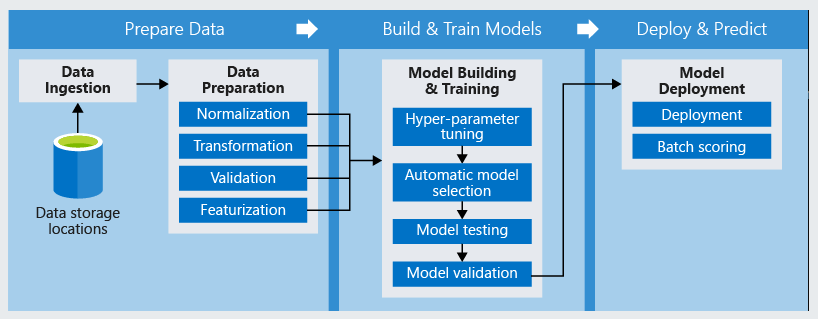 Prepare Data
Build & Train Models
Deploy & Predict
Data
Ingestion
Data storage
locations
Data
Preparation
Normalization
Transformation
Validation
Featurization
Model Building
& Training
Hyper-parameter
tuning
Automatic model
selection
Model testing
Model validation
Model
Deployment
Deployment
Batch scoring